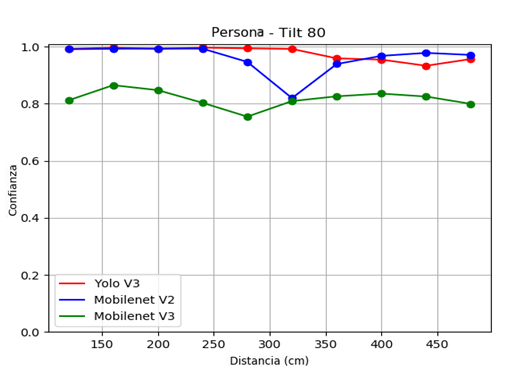 Persona - Tilt 80
1.0
0.8
0.6
0.4
0.2
0.0
Confianza
Yolo V3
Mobilenet V2
Mobilenet V3
150 200 250 300 350 400 450
Distancia (cm)